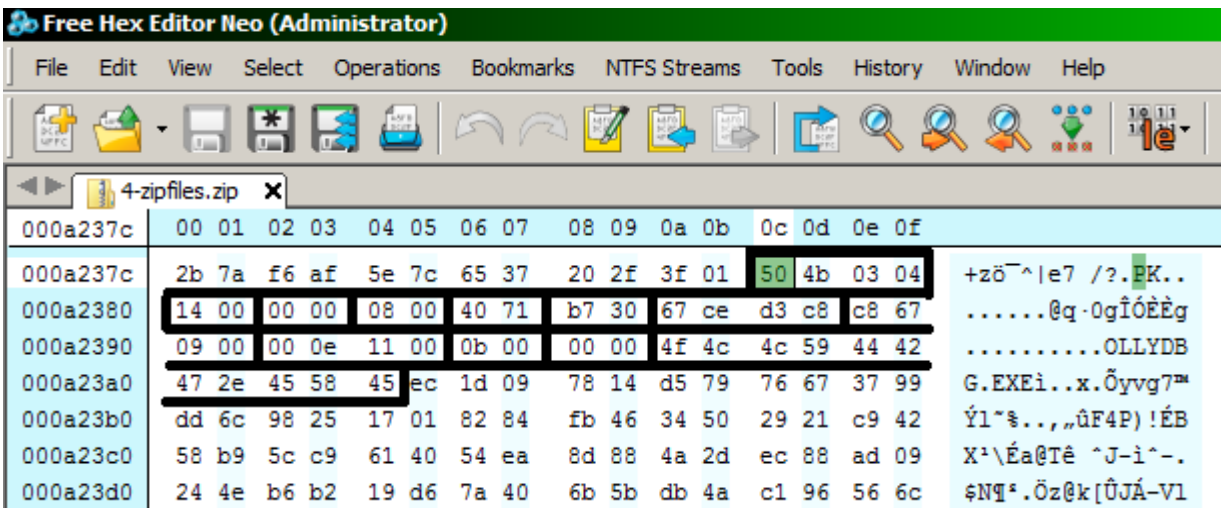 Free Hex Editor Neo (Administrator)
File Edit View Select Operations Bookmarks NTFS Streams Tools History Window Help
4-zipfiles.zip
000a237c 00 01 02 03 04 05 06 07 08 09 0a 0b 0c 0d 0e 0f
000a237c 2b 7a f6 af 5e 7c 65 37 20 2f 3f 01 50 4b 03 04 +zö¯^|e7 /?.PK..
000a2380 14 00 00 00 08 00 40 71 b7 30 67 ce d3 c8 c8 67 ......@q·0gÎÓÈÈg
000a2390 09 00 00 0e 11 00 0b 00 00 00 4f 4c 4c 59 44 42 ..........OLLYDB
000a23a0 47 2e 45 58 45 ec 1d 09 78 14 d5 79 76 67 37 99 G.EXEì..x.Õyvg7™
000a23b0 dd 6c 98 25 17 01 82 84 fb 46 34 50 29 21 c9 42 Ýl˜%..‚„ûF4P)!ÉB
000a23c0 58 b9 5c c9 61 40 54 ea 8d 88 4a 2d ec 88 ad 09 X¹\Éa@Tê ˆJ-ìˆ-.
000a23d0 24 4e b6 b2 19 d6 7a 40 6b 5b db 4a c1 96 56 6c $N¶².Öz@k[ÛJÁ–Vl